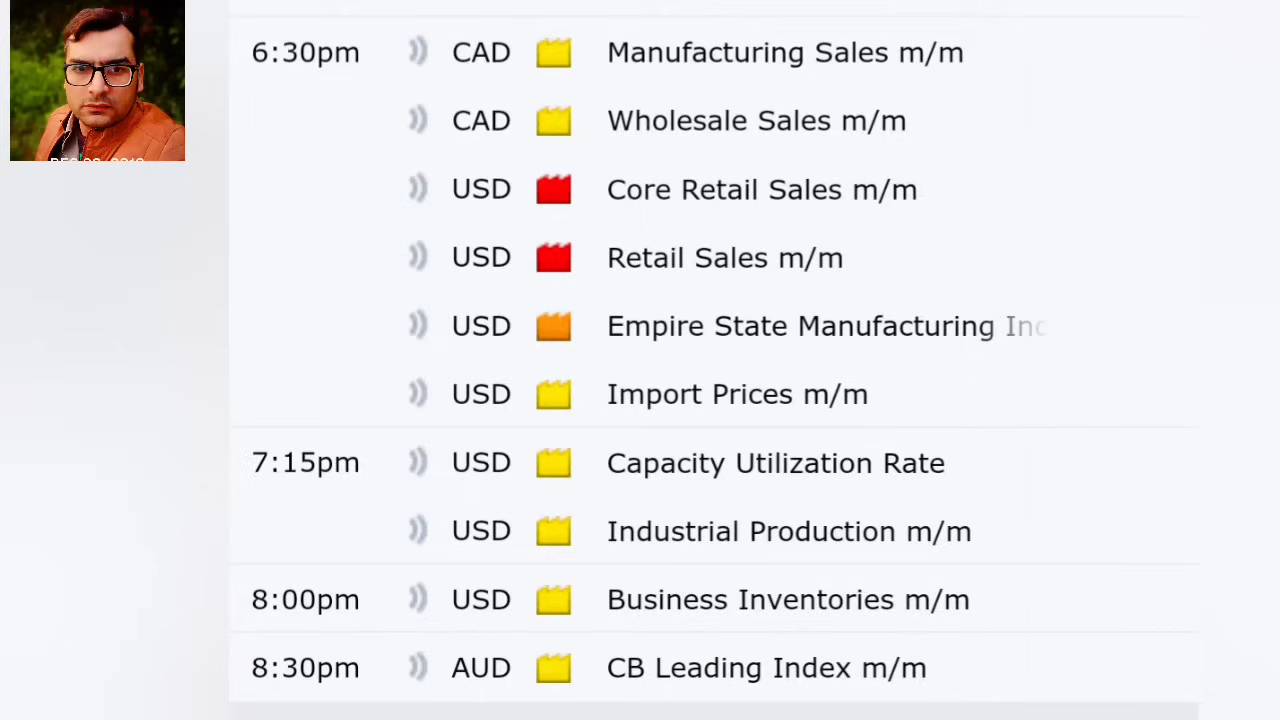 6:30pm CAD Manufacturing Sales m/m
CAD Wholesale Sales m/m
USD Core Retail Sales m/m
USD Retail Sales m/m
USD Empire State Manufacturing
USD Import Prices m/m
7:15pm USD Capacity Utilization Rate
USD Industrial Production m/m
8:00pm USD Business Inventories m/m
8:30pm AUD CB Leading Index m/m